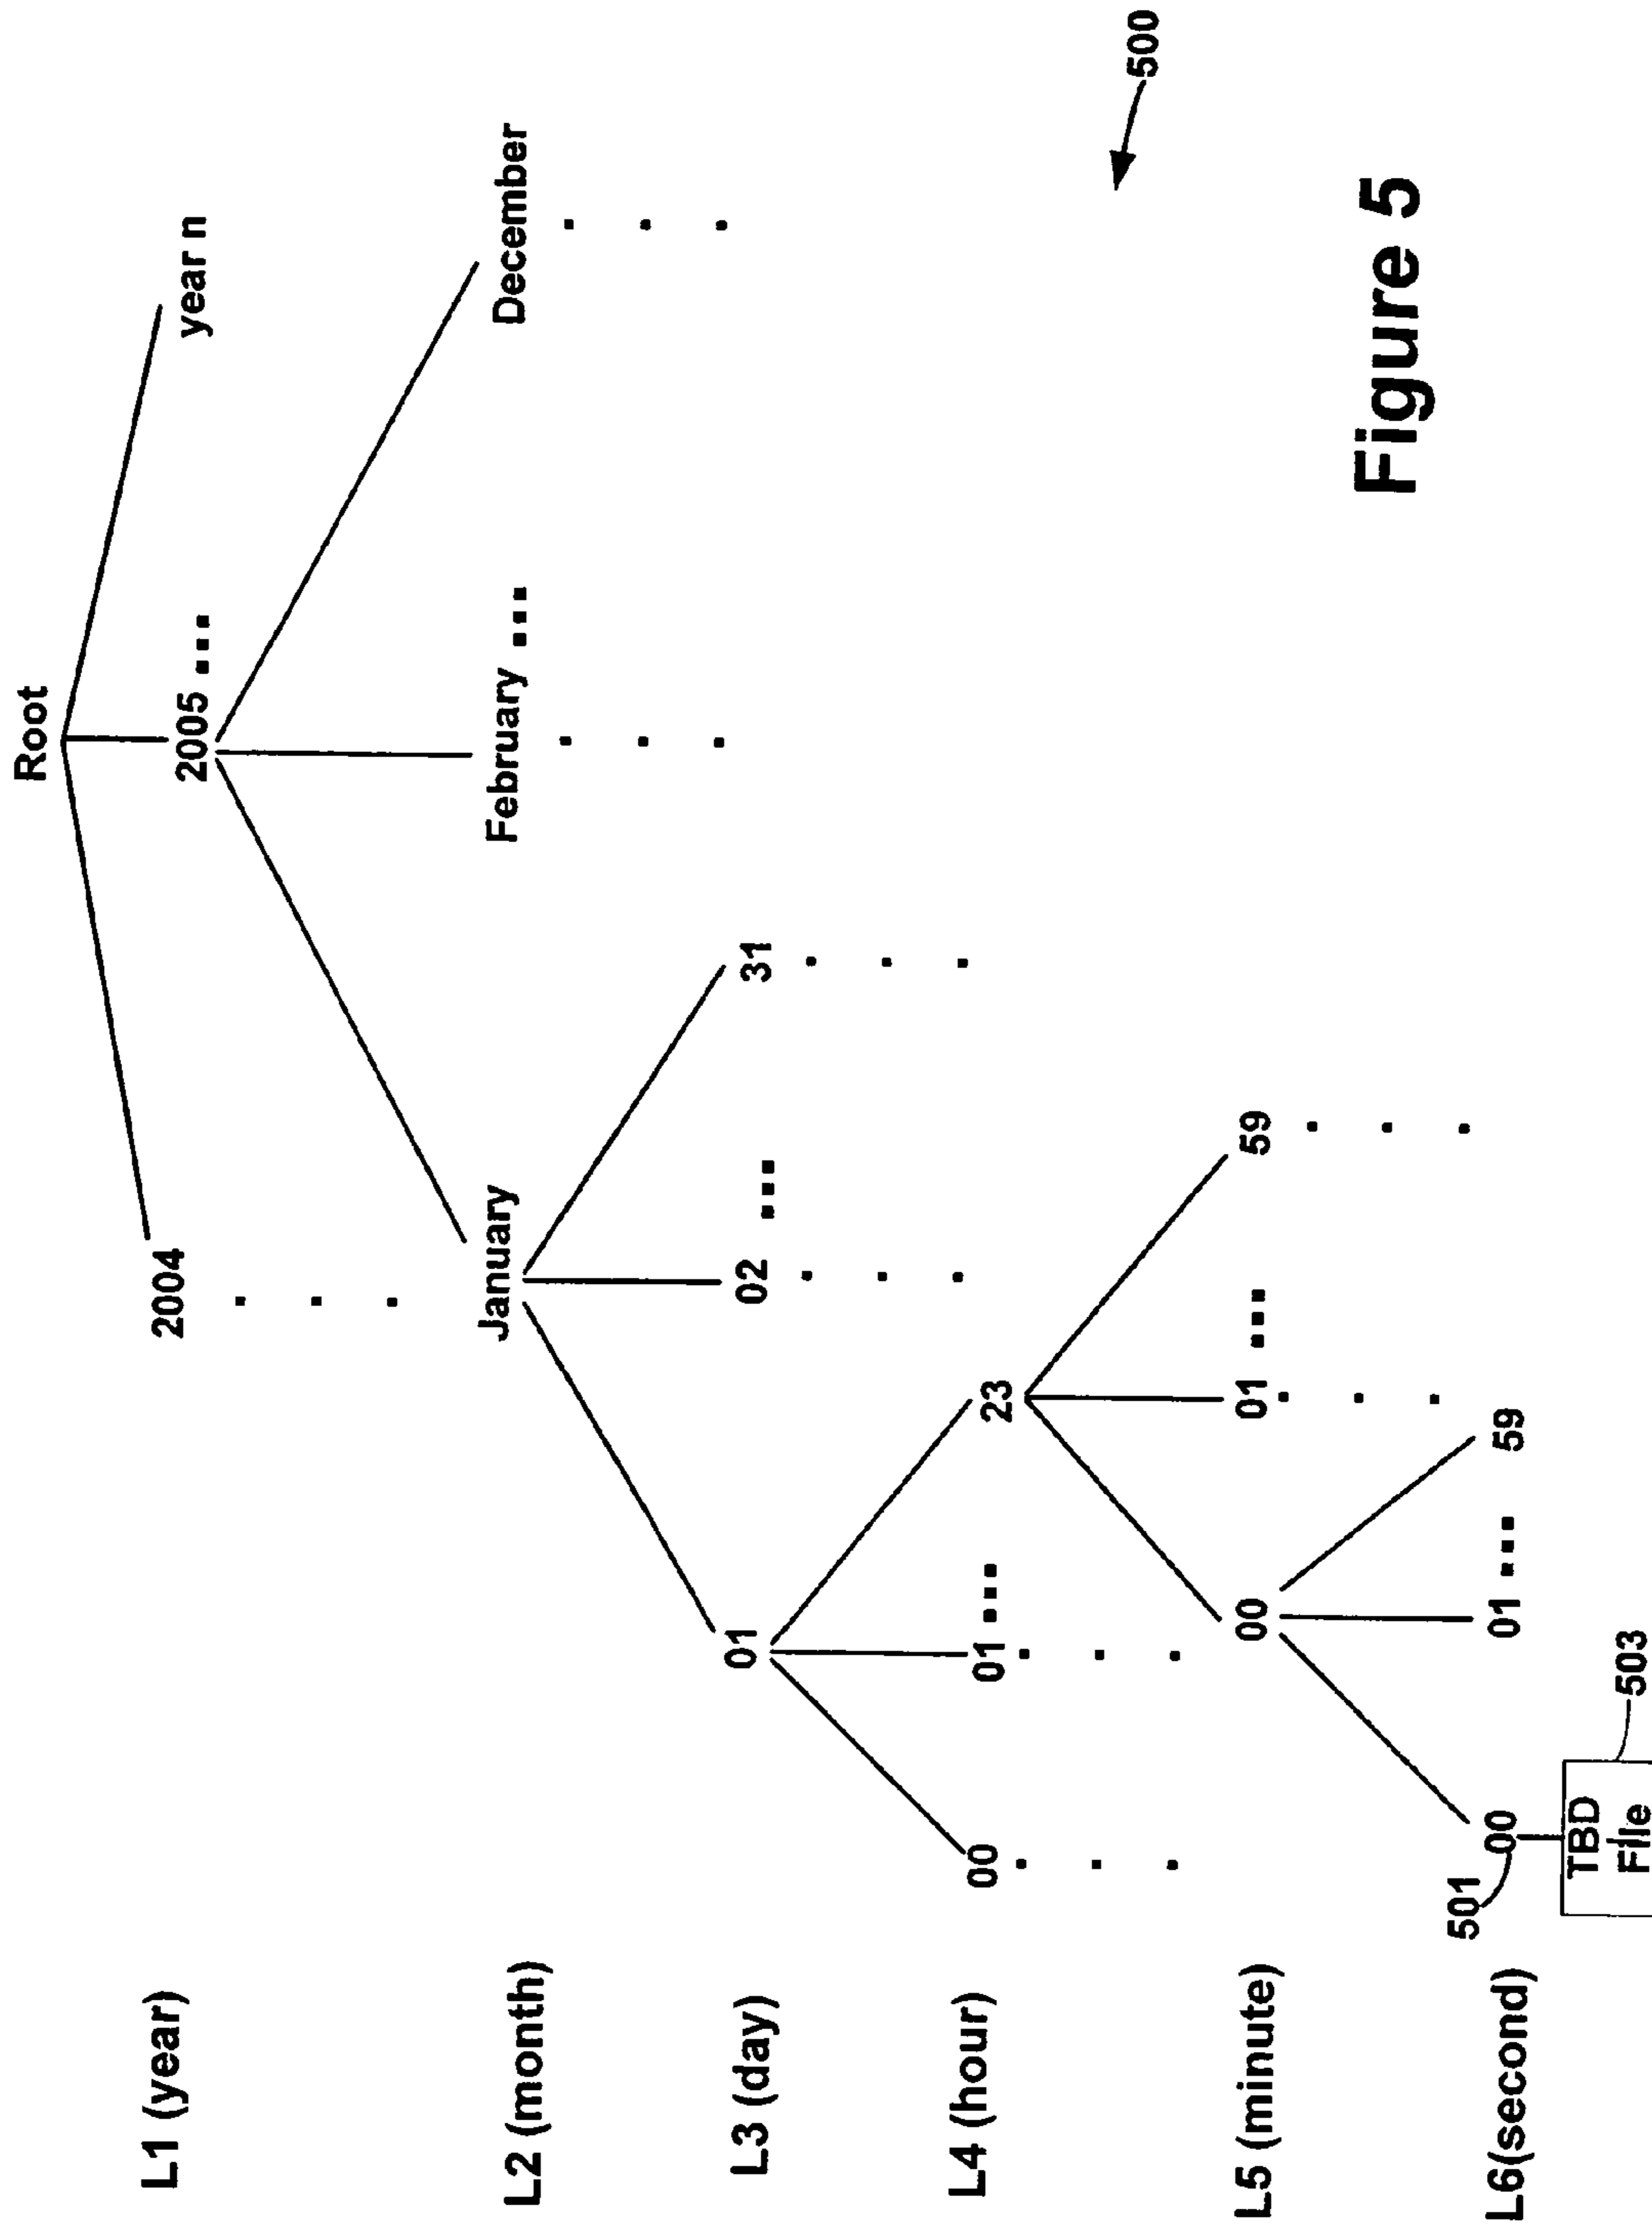 Root
L1 (year) 2004 2005 ... year n
L2 (month) January February ... December
L3 (day) 01 02 ... 31
L4 (hour) 00 01 ... 23
L5 (minute) 00 01 ... 59
L6(second) 00 01 ... 59
501
TBD
File
503
500
Figure 5